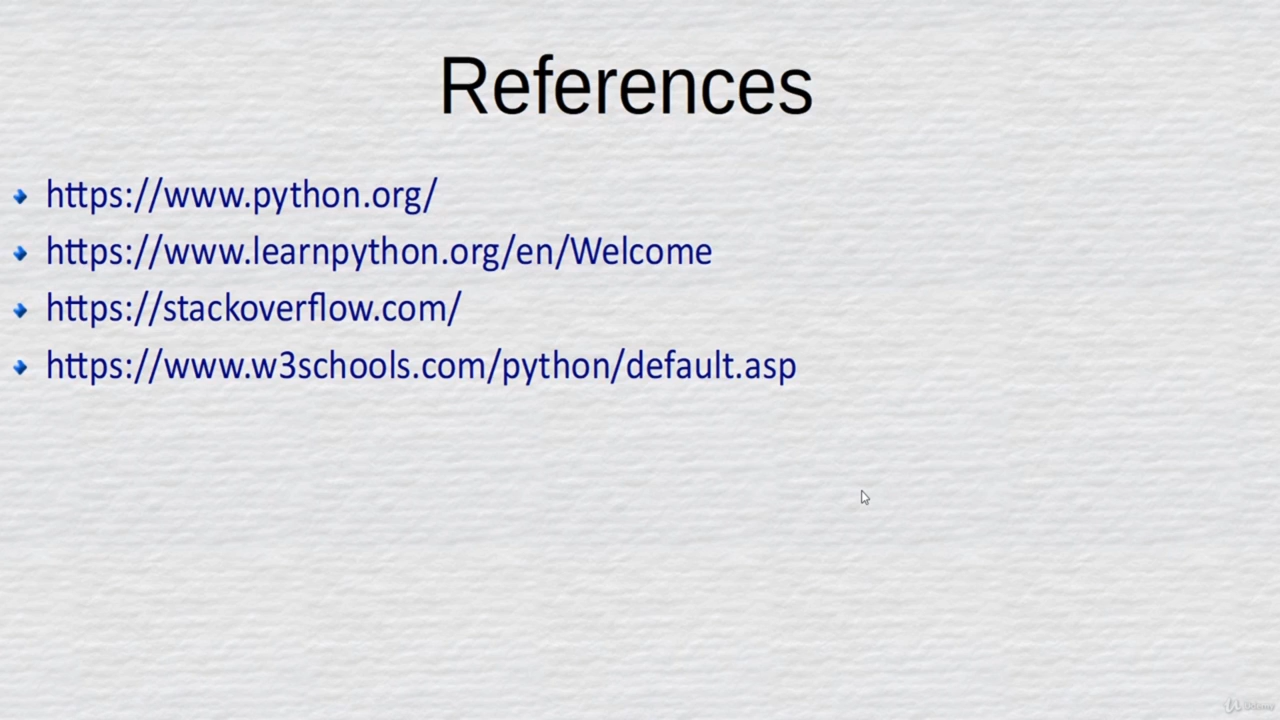 References
https://www.python.org/
https://www.learnpython.org/en/Welcome
https://stackoverflow.com/
https://www.w3schools.com/python/default.asp
Udemy